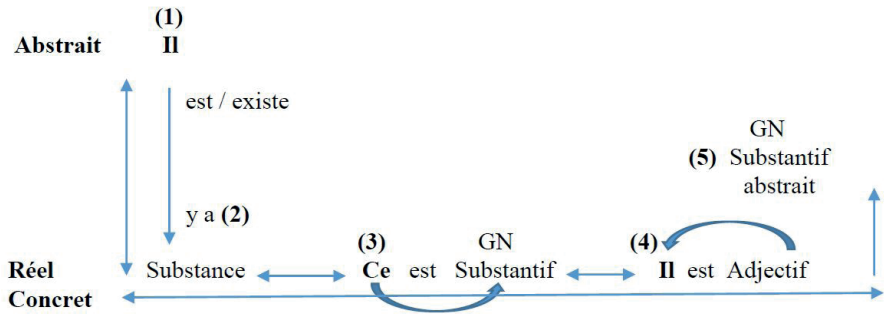 (1)
Abstrait Il
est / existe
GN
(5) Substantif
abstrait
y a (2)
(3) GN (4)
Réel Substance Ce est Substantif Il est Adjectif
Concret